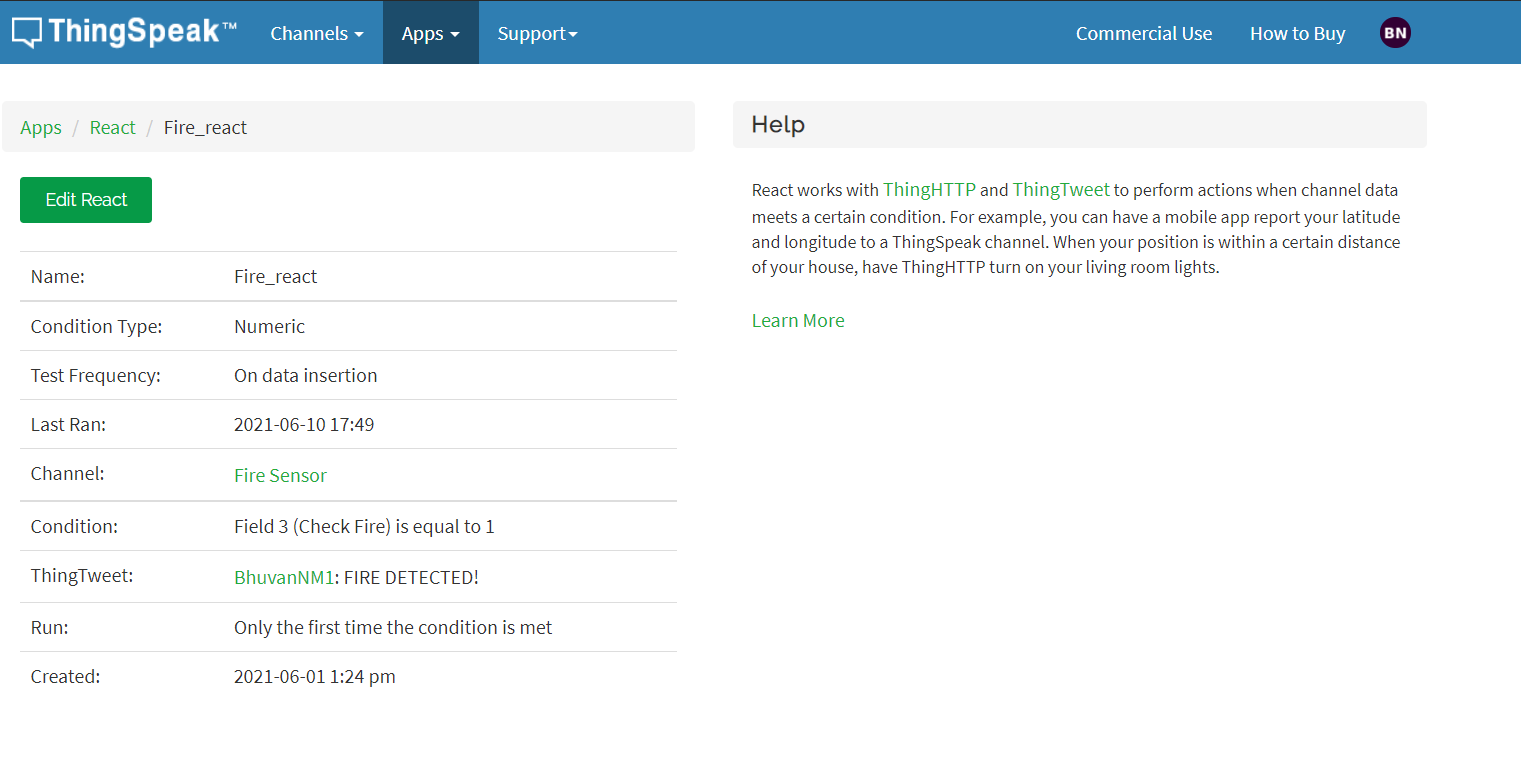 ThingSpeak™ Channels Apps Support Commercial Use How to Buy BN
Apps / React / Fire_react
Edit React
Name: Fire_react
Condition Type: Numeric
Test Frequency: On data insertion
Last Ran: 2021-06-10 17:49
Channel: Fire Sensor
Condition: Field 3 (Check Fire) is equal to 1
ThingTweet: BhuvanNM1: FIRE DETECTED!
Run: Only the first time the condition is met
Created: 2021-06-01 1:24 pm
Help
React works with ThingHTTP and ThingTweet to perform actions when channel data
meets a certain condition. For example, you can have a mobile app report your latitude
and longitude to a ThingSpeak channel. When your position is within a certain distance
of your house, have ThingHTTP turn on your living room lights.
Learn More